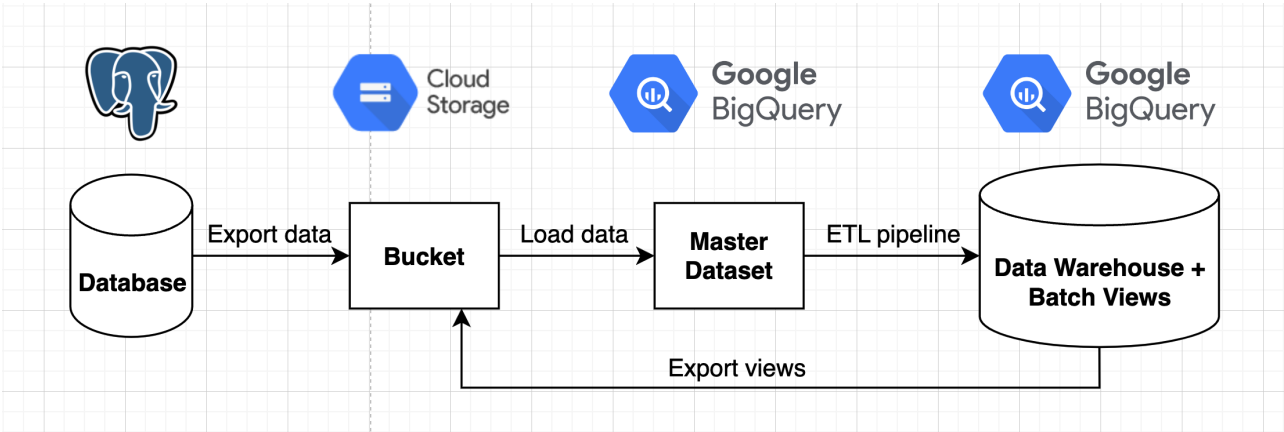 Cloud
Storage
Google
BigQuery
Google
BigQuery
Database
Export data
Bucket
Load data
Master
Dataset
ETL pipeline
Data Warehouse +
Batch Views
Export views